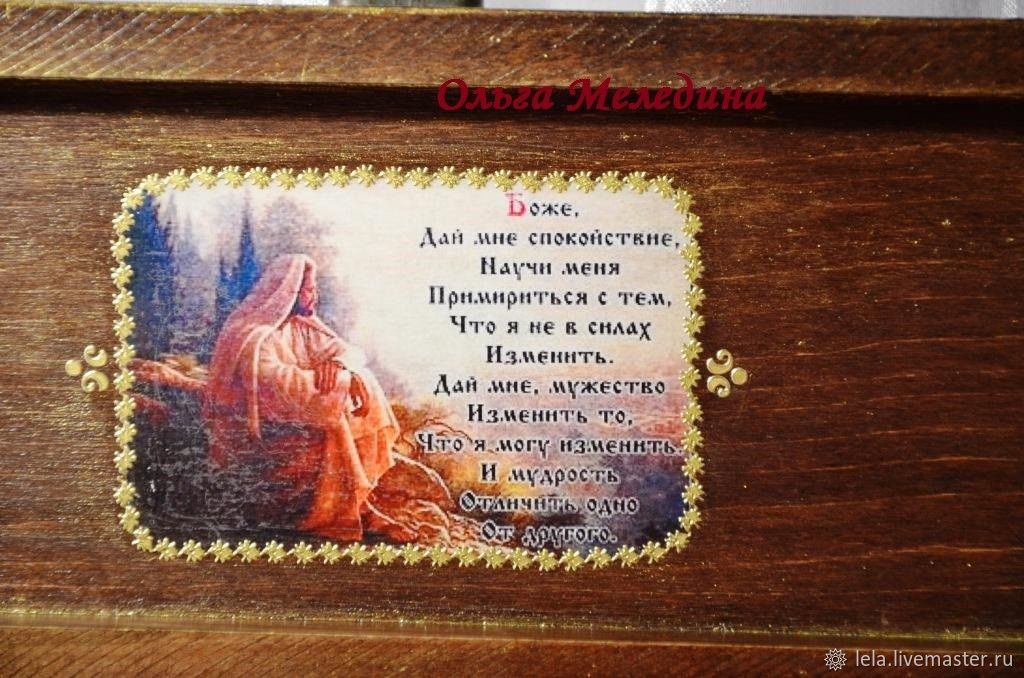 Ольга Меледина
Боже,
Дай мне спокойствие,
Научи меня
Примириться с тем,
Что я не в силах
Изменить.
Дай мне, мужество
Изменить то,
Что я могу изменить.
И мудрость
Отличить одно
От другого.
lela.livemaster.ru